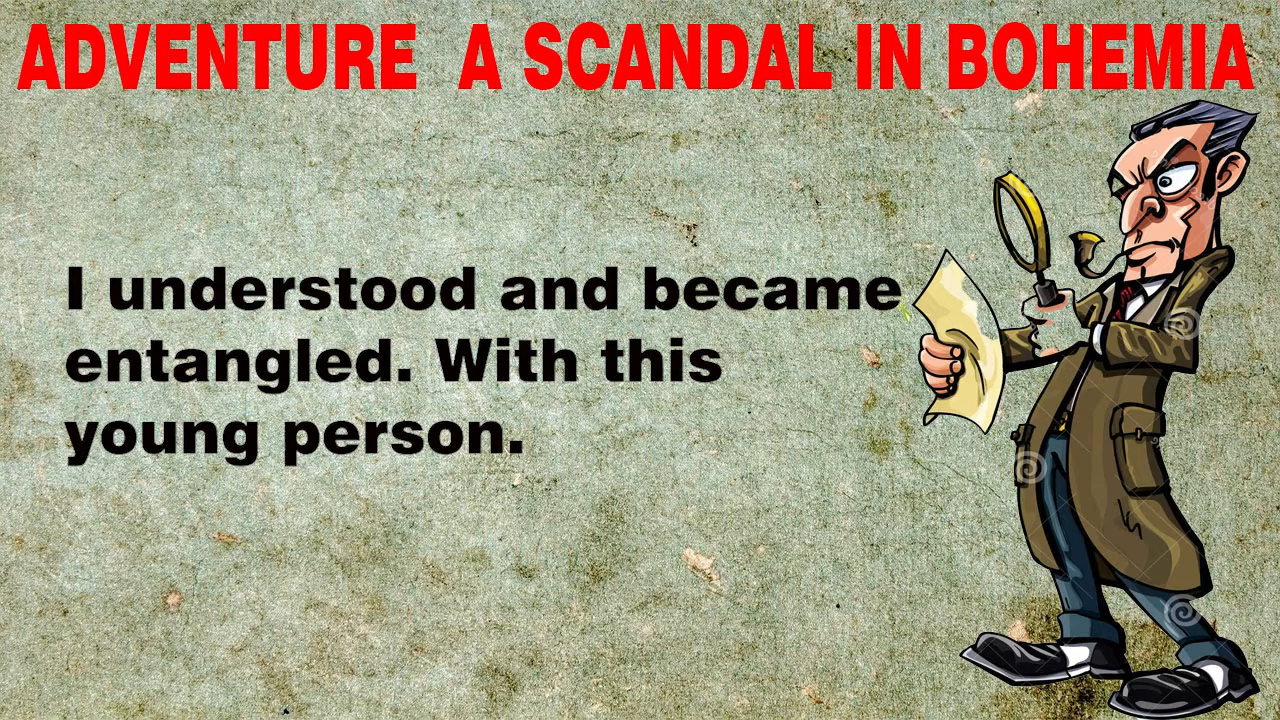 ADVENTURE A SCANDAL IN BOHEMIA
I understood and became
entangled. With this
young person.